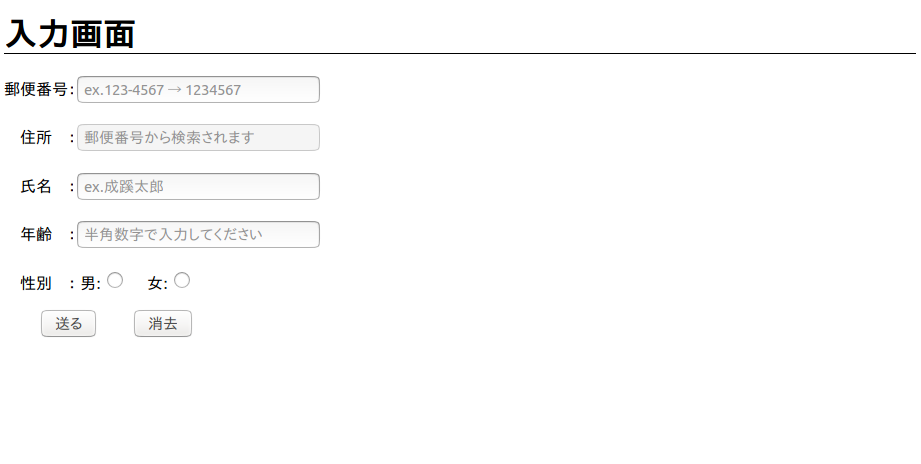 入力画面
郵便番号: ex.123-4567 → 1234567
住所 : 郵便番号から検索されます
氏名 : ex.成蹊太郎
年齢 : 半角数字で入力してください
性別 : 男: 女:
送る 消去